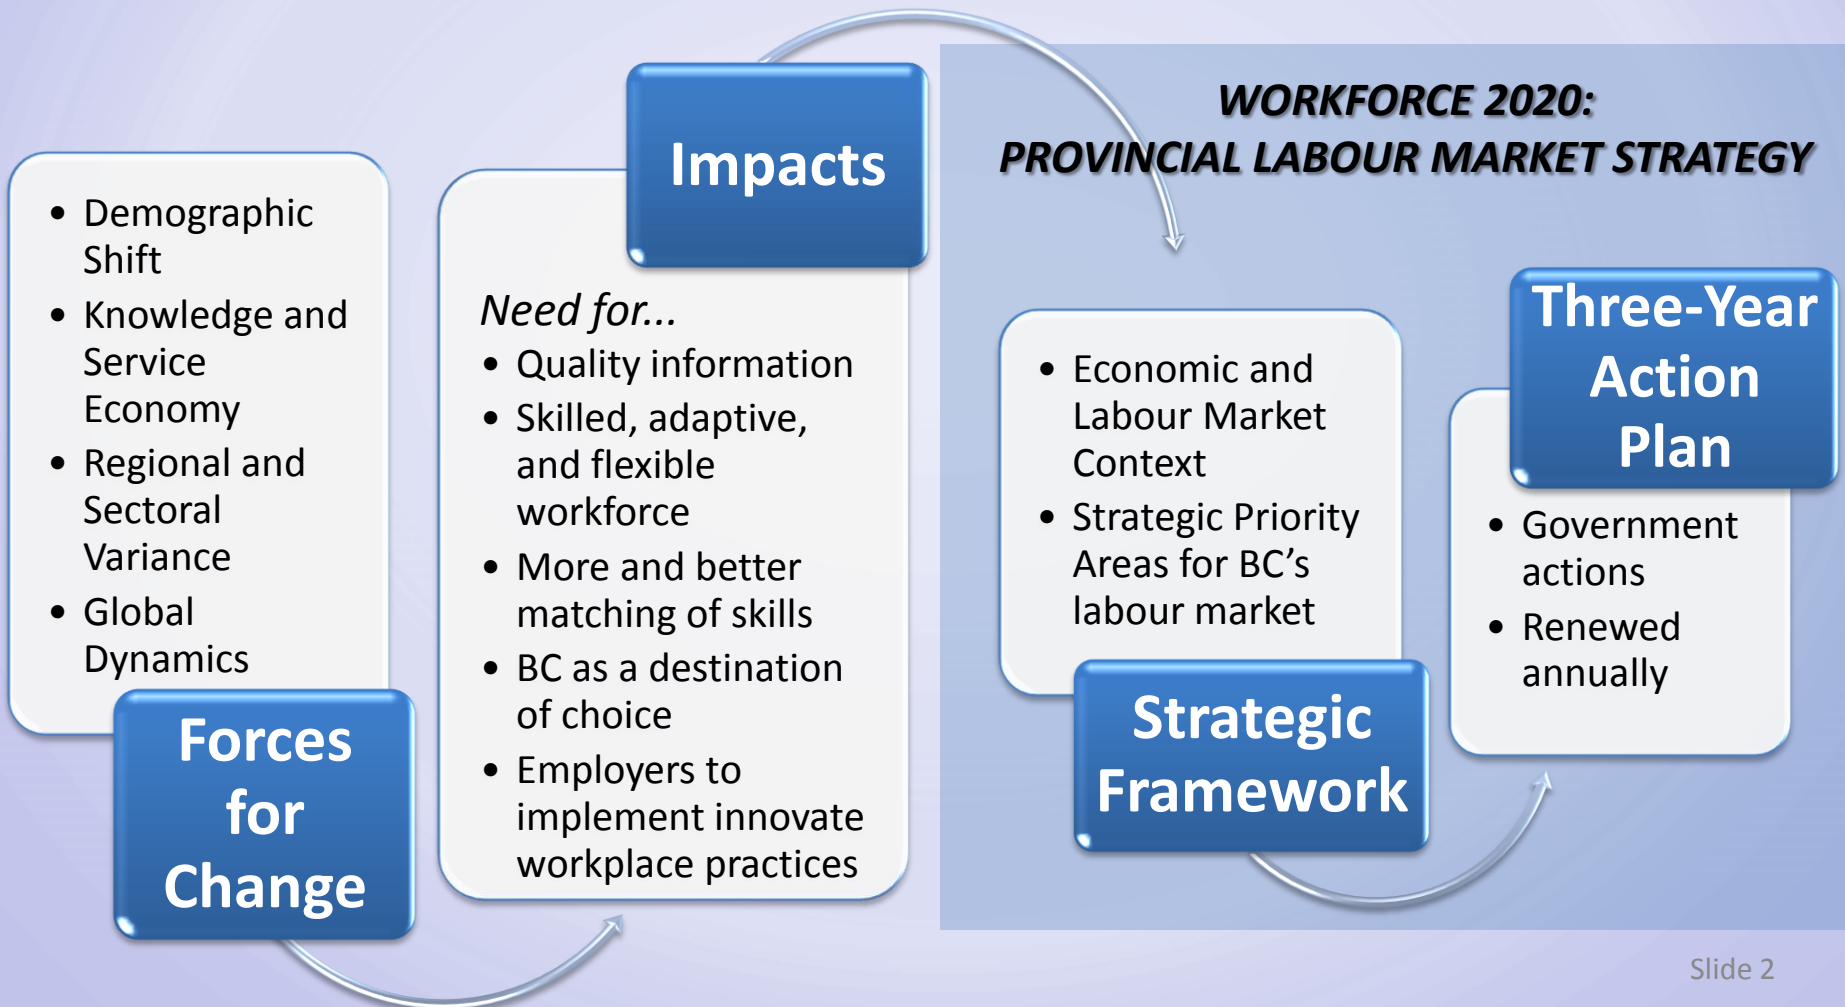 • Demographic
Shift
• Knowledge and
Service
Economy
• Regional and
Sectoral
Variance
• Global
Dynamics
Forces
for
Change
Impacts
Need for...
• Quality information
• Skilled, adaptive,
and flexible
workforce
• More and better
matching of skills
• BC as a destination
of choice
• Employers to
implement innovate
workplace practices
WORKFORCE 2020:
PROVINCIAL LABOUR MARKET STRATEGY
• Economic and
Labour Market
Context
• Strategic Priority
Areas for BC’s
labour market
Strategic
Framework
Three-Year
Action
Plan
• Government
actions
• Renewed
annually
Slide 2